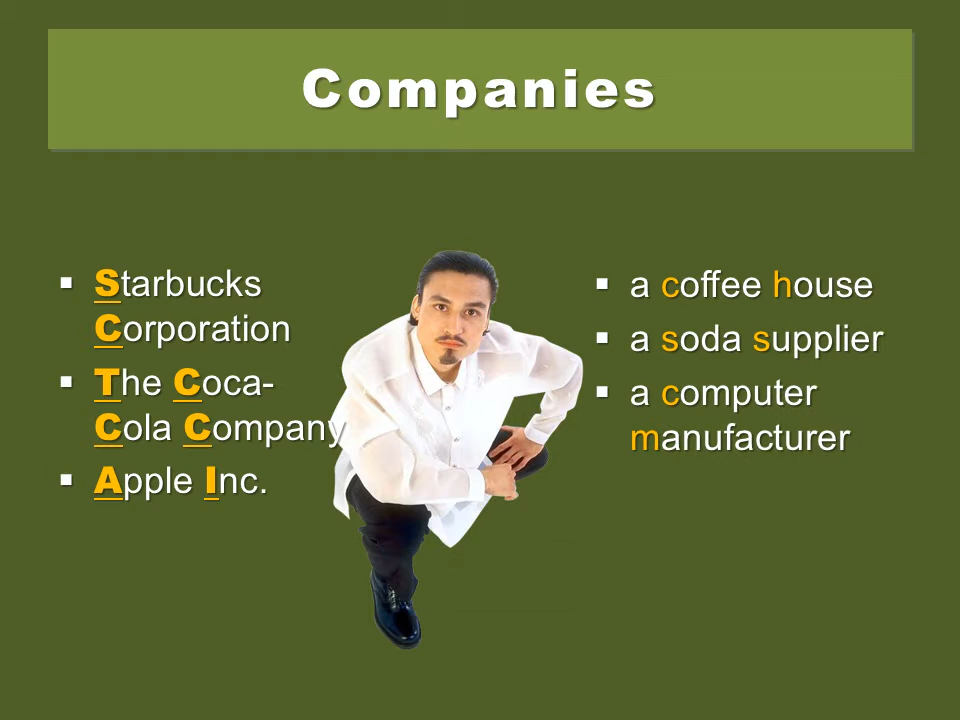 Companies
▪ Starbucks
Corporation
▪ The Coca-
Cola Company
▪ Apple Inc.
▪ a coffee house
▪ a soda supplier
▪ a computer
manufacturer